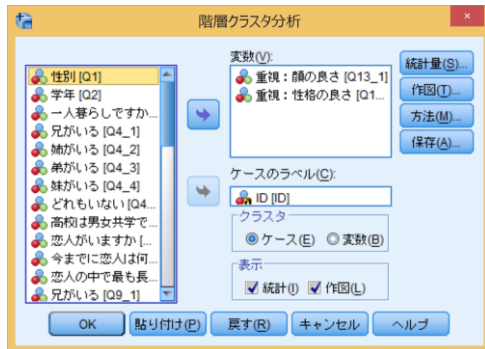 階層クラスタ分析
性別 [Q1]
学年 [Q2]
一人暮らしですか...
兄がいる [Q4_1]
姉がいる [Q4_2]
弟がいる [Q4_3]
妹がいる [Q4_4]
どれもいない [Q4...
高校は男女共学で...
恋人がいますか [...
今までに恋人は何...
恋人の中で最も長...
兄がいる [Q9_1]
変数(V):
重視：顔の良さ [Q13_1]
重視：性格の良さ [Q1...
ケースのラベル(C):
ID [ID]
クラスタ
ケース(E) 変数(B)
表示
統計(I) 作図(L)
統計量(S)...
作図(T)...
方法(M)...
保存(A)...
OK 貼り付け(P) 戻す(R) キャンセル ヘルプ